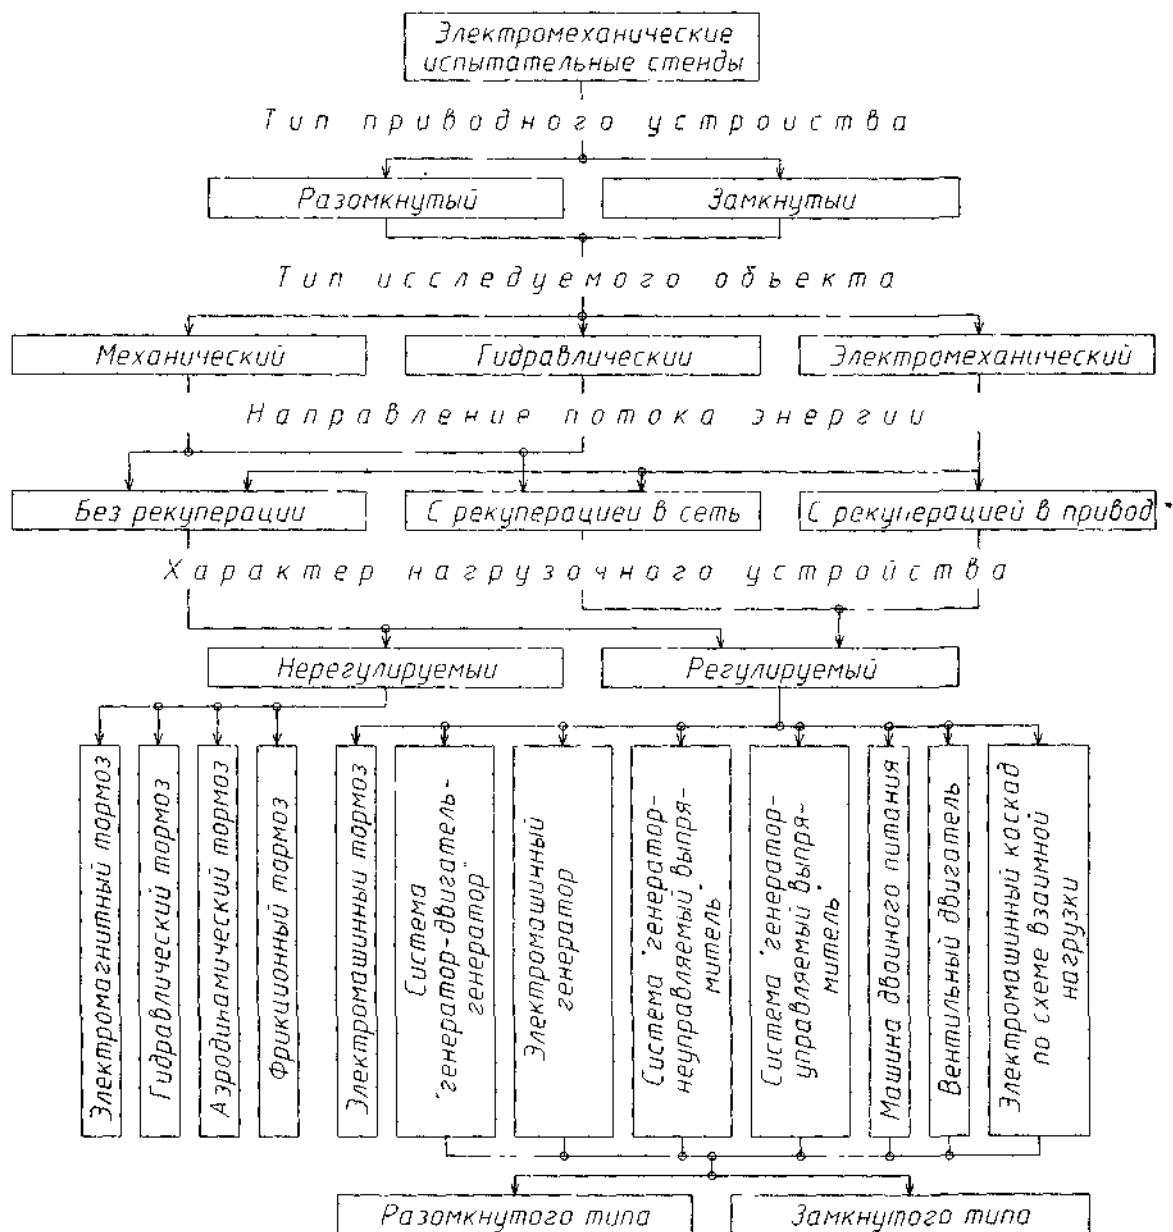 Электромеханические
испытательные стенды
Тип приводного устроиства
Разомкнутый
Замкнутыи
Тип исследуемого объекта
Механический
Гидравлическии
Электромеханический
Направление потока энергии
Без рекуперации
С рекуперациеи в сеть
С рекуперацией в привод
Характер нагрузочного устройства
Нерегулируемыи
Регулируемый
Электромагнитный тормоз
Гидравлический тормоз
Аэродинамический тормоз
Фрикционный тормоз
Электромашинныи тормоз
Система
"генератор-двигатель-
генератор"
Электромашинный
генератор
Система "генератор-
неуправляемый выпря-
митель"
Система "генератор-
управляемый выпря-
митель"
Машина двоиного питания
Вентильный двигатель
Электромашинный каскад
по схеме взаимной
нагрузки
Разомкнутого типа
Замкнутого типа